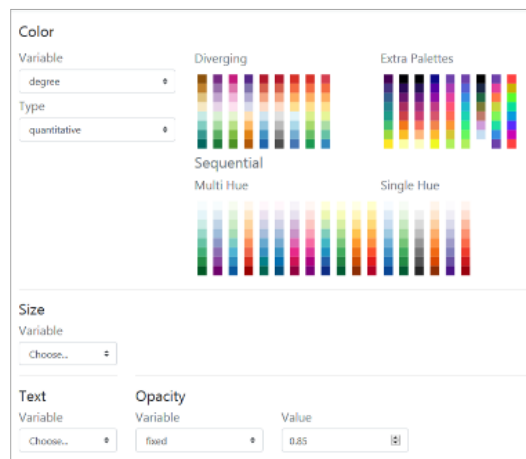 Color
Variable
degree
Type
quantitative
Diverging
Extra Palettes
Sequential
Multi Hue
Single Hue
Size
Variable
Choose...
Text
Variable
Choose...
Opacity
Variable
fixed
Value
0.85